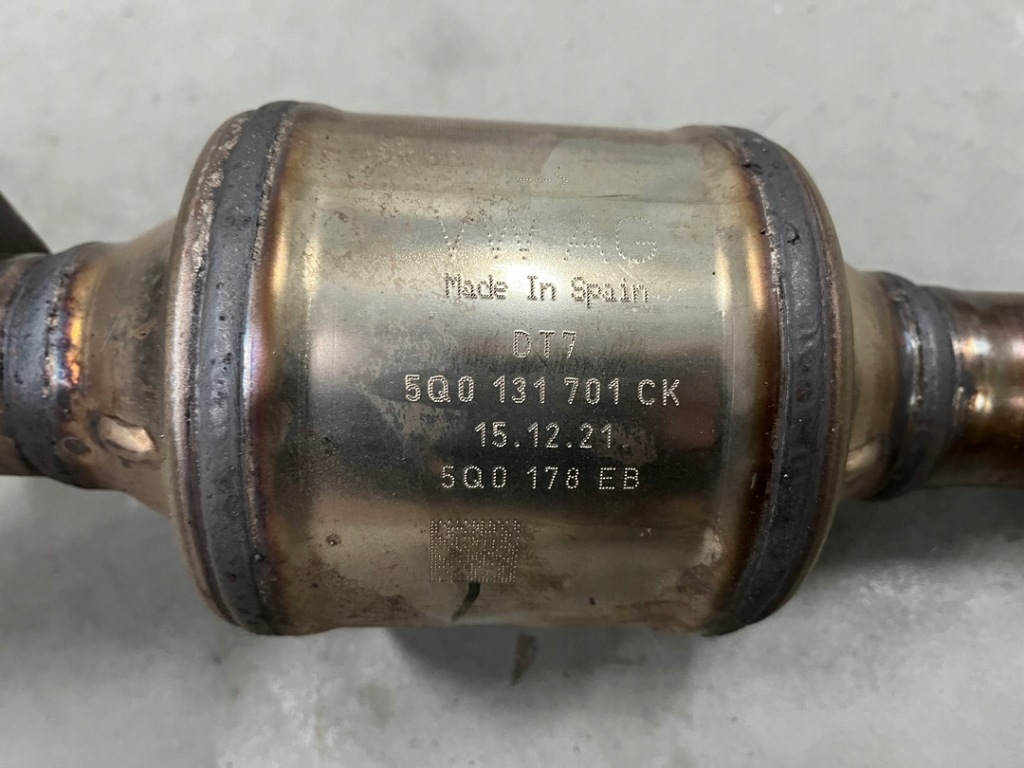 VW AG
Made In Spain
DT7
5Q0 131 701 CK
15.12.21
5Q0 178 EB